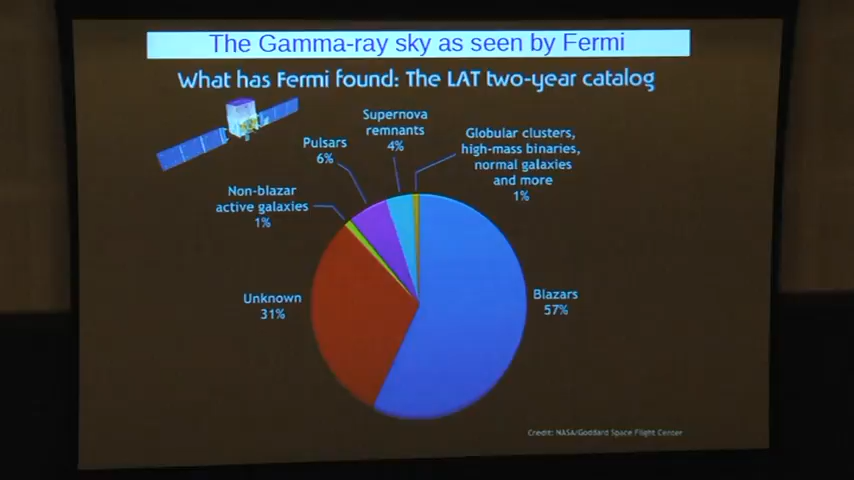 The Gamma-ray sky as seen by Fermi
What has Fermi found: The LAT two-year catalog
Supernova
remnants
4%
Pulsars
6%
Globular clusters,
high-mass binaries,
normal galaxies
and more
1%
Non-blazar
active galaxies
1%
Unknown
31%
Blazars
57%
Credit: NASA/Goddard Space Flight Center